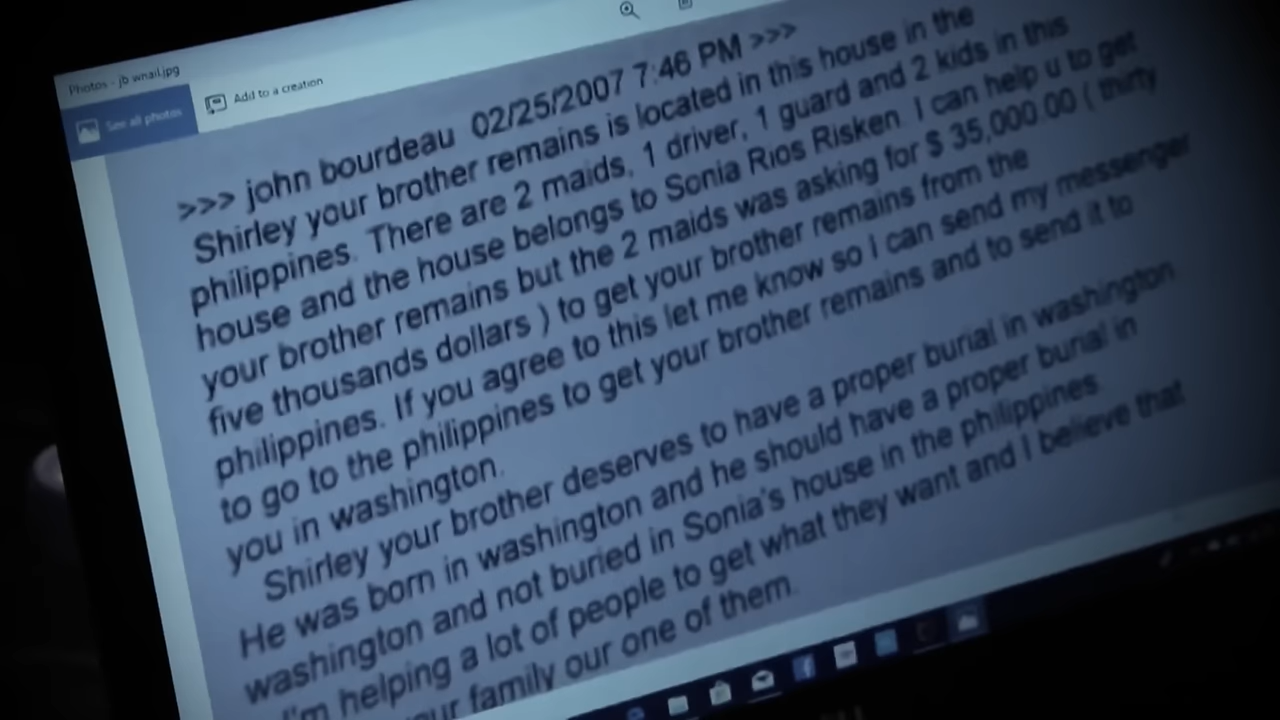 Photos - jb wnail.jpg
See all photos
Add to a creation
>>> john bourdeau 02/25/2007 7:46 PM >>>
Shirley your brother remains is located in this house in the
philippines. There are 2 maids, 1 driver, 1 guard and 2 kids in this
house and the house belongs to Sonia Rios Risken. I can help u to get
your brother remains but the 2 maids was asking for $ 35,000.00 ( thirty
five thousands dollars ) to get your brother remains from the
philippines. If you agree to this let me know so I can send my messenger
to go to the philippines to get your brother remains and to send it to
you in washington.
Shirley your brother deserves to have a proper burial in washington
He was born in washington and he should have a proper burial in
washington and not buried in Sonia's house in the philippines
I'm helping a lot of people to get what they want and I believe that
family our one of them.